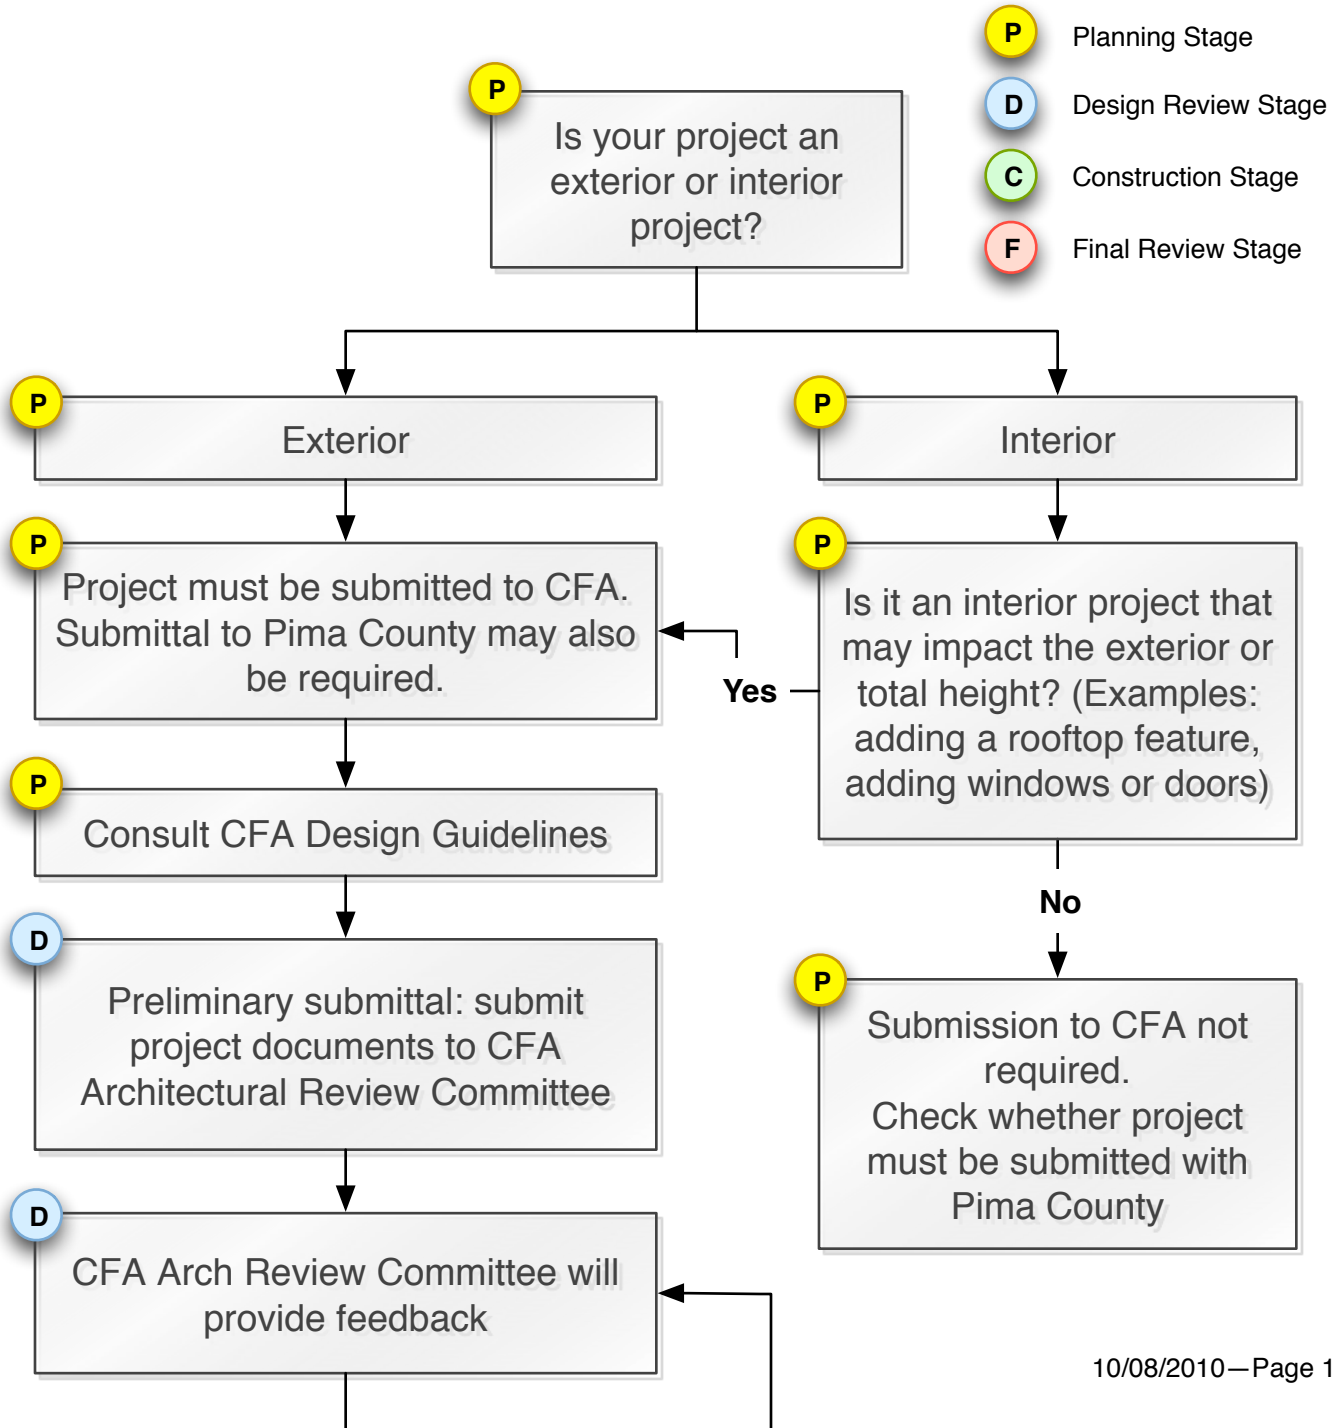 P Planning Stage
D Design Review Stage
C Construction Stage
F Final Review Stage
P
Is your project an
exterior or interior
project?
P
Exterior
P
Interior
P
Project must be submitted to CFA.
Submittal to Pima County may also
be required.
P
Is it an interior project that
may impact the exterior or
total height? (Examples:
adding a rooftop feature,
adding windows or doors)
Yes
P
Consult CFA Design Guidelines
No
D
Preliminary submittal: submit
project documents to CFA
Architectural Review Committee
P
Submission to CFA not
required.
Check whether project
must be submitted with
Pima County
D
CFA Arch Review Committee will
provide feedback
10/08/2010—Page 1